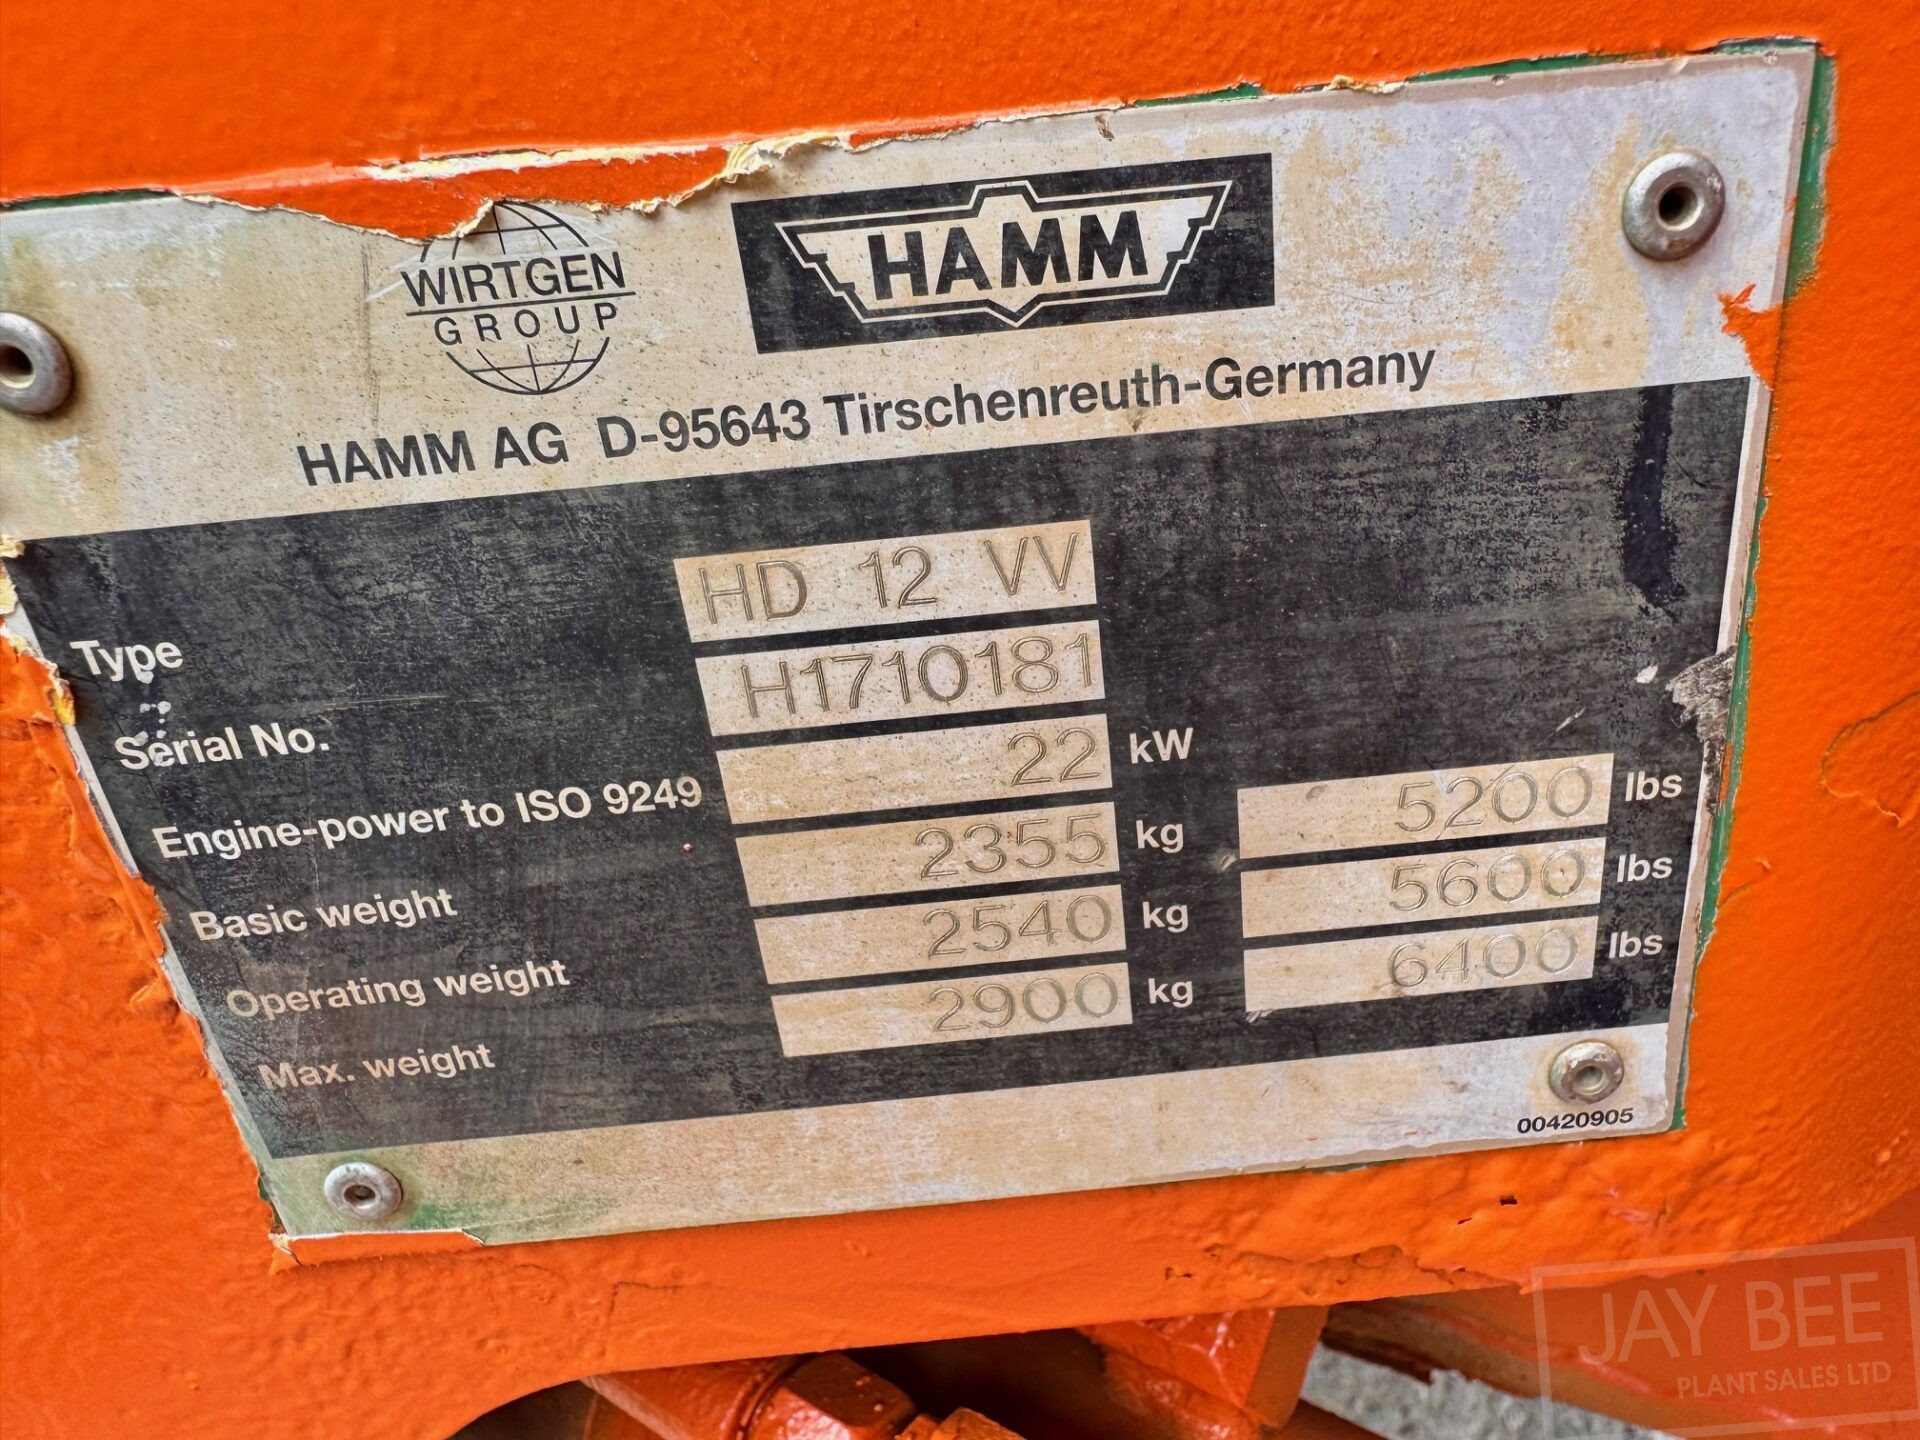 WIRTGEN
GROUP
HAMM
HAMM AG D-95643 Tirschenreuth-Germany
Type HD 12 VV
Serial No. H1710181
Engine-power to ISO 9249 22 kW
Basic weight 2355 kg 5200 lbs
Operating weight 2540 kg 5600 lbs
Max. weight 2900 kg 6400 lbs
00420905
JAY BEE
PLANT SALES LTD